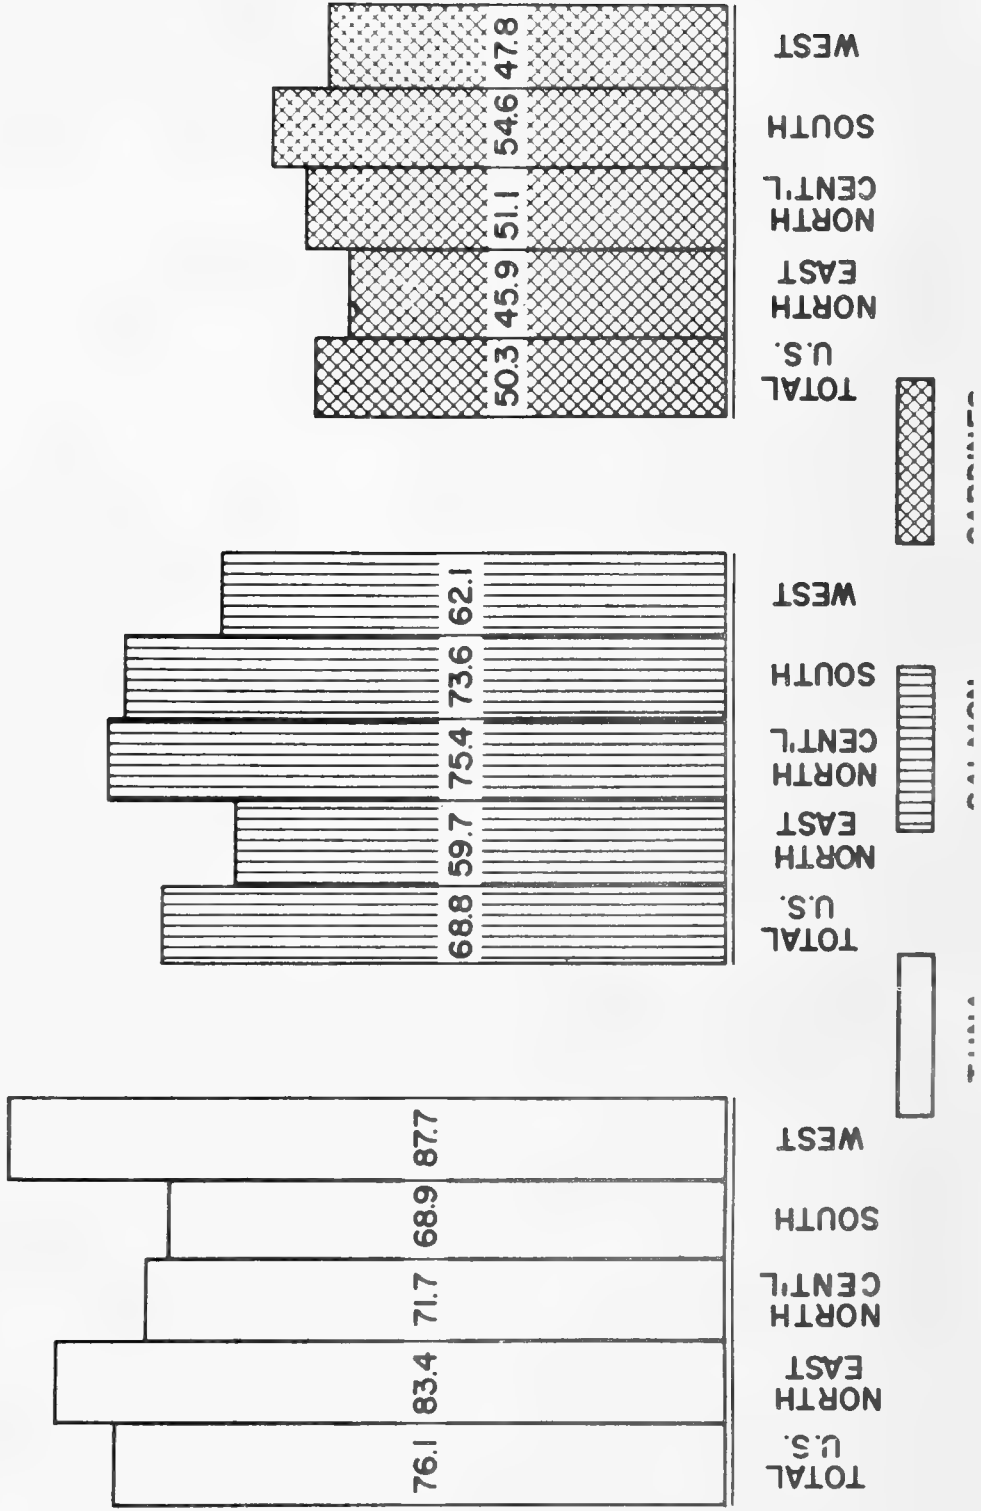 76.1 83.4 71.7 68.9 87.7
TOTAL
U.S.
NORTH
EAST
NORTH
CENT'L
SOUTH
WEST
68.8 59.7 75.4 73.6 62.1
TOTAL
U.S.
NORTH
EAST
NORTH
CENT'L
SOUTH
WEST
50.3 45.9 51.1 54.6 47.8
TOTAL
U.S.
NORTH
EAST
NORTH
CENT'L
SOUTH
WEST